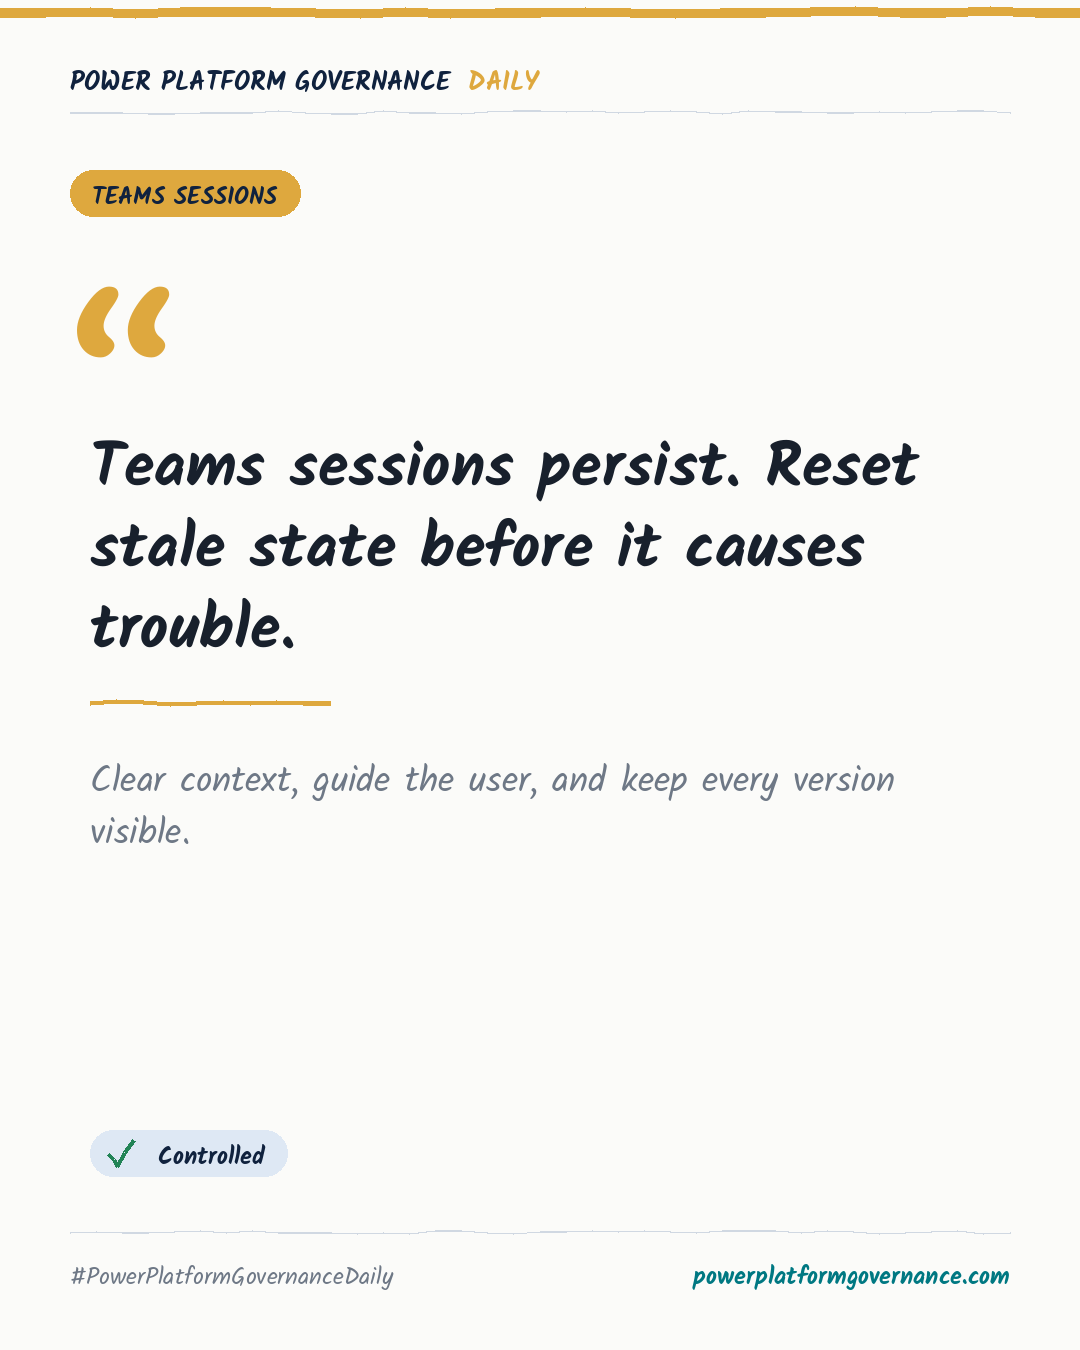 POWER PLATFORM GOVERNANCE DAILY
TEAMS SESSIONS
“
Teams sessions persist. Reset
stale state before it causes
trouble.
Clear context, guide the user, and keep every version
visible.
✓ Controlled
#PowerPlatformGovernanceDaily
powerplatformgovernance.com